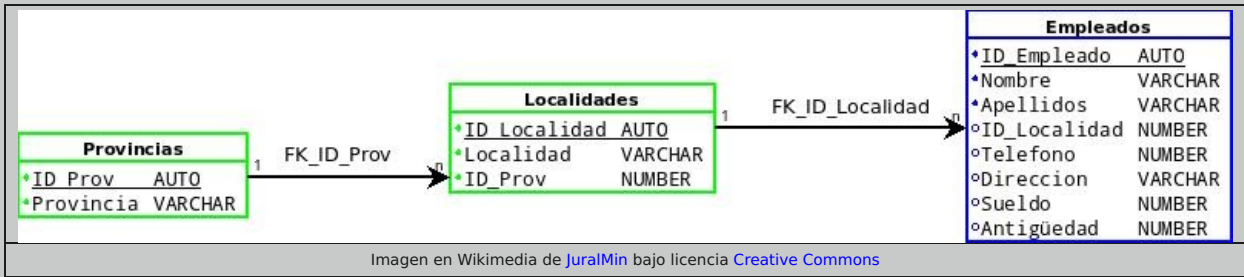 Provincias
ID_Prov AUTO
Provincia VARCHAR
1 FK_ID_Prov n
Localidades
ID_Localidad AUTO
Localidad VARCHAR
ID_Prov NUMBER
1 FK_ID_Localidad n
Empleados
ID_Empleado AUTO
Nombre VARCHAR
Apellidos VARCHAR
ID_Localidad NUMBER
Telefono NUMBER
Direccion VARCHAR
Sueldo NUMBER
Antigüedad NUMBER
Imagen en Wikimedia de JuralMin bajo licencia Creative Commons